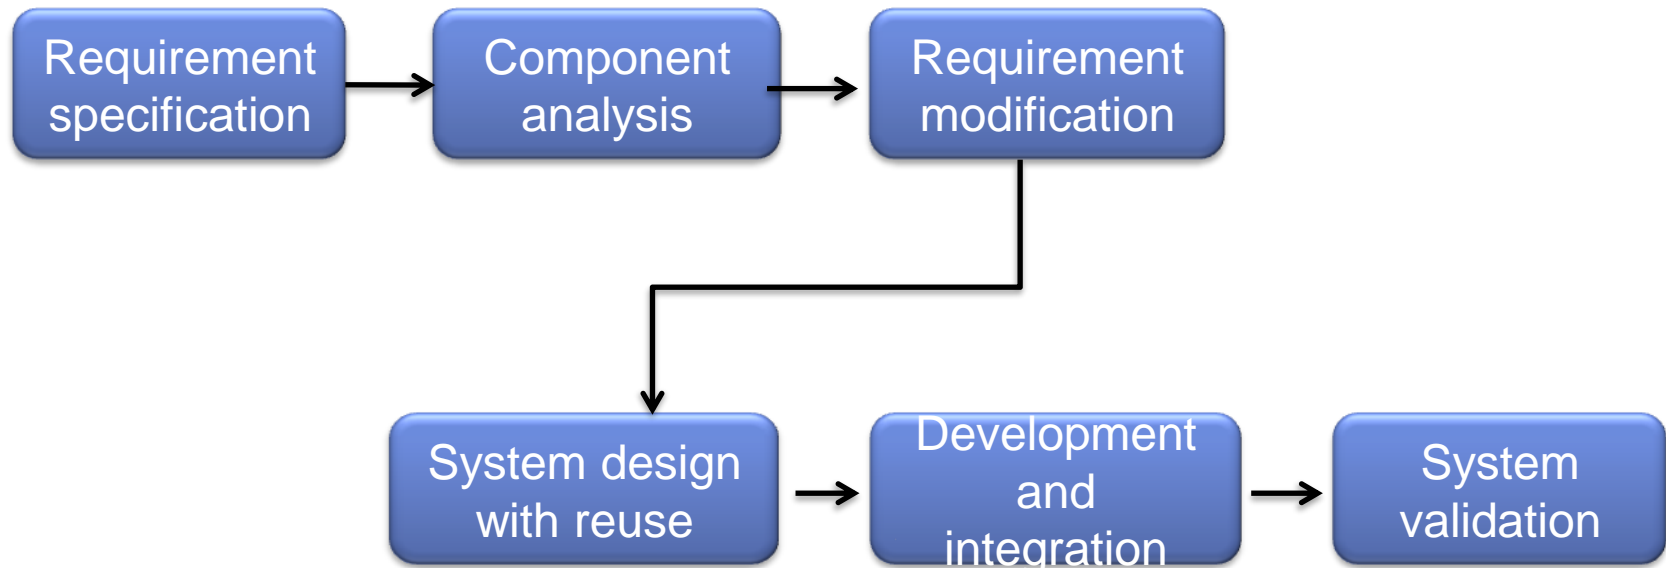 Requirement
specification
Component
analysis
Requirement
modification
System design
with reuse
Development
and
integration
System
validation